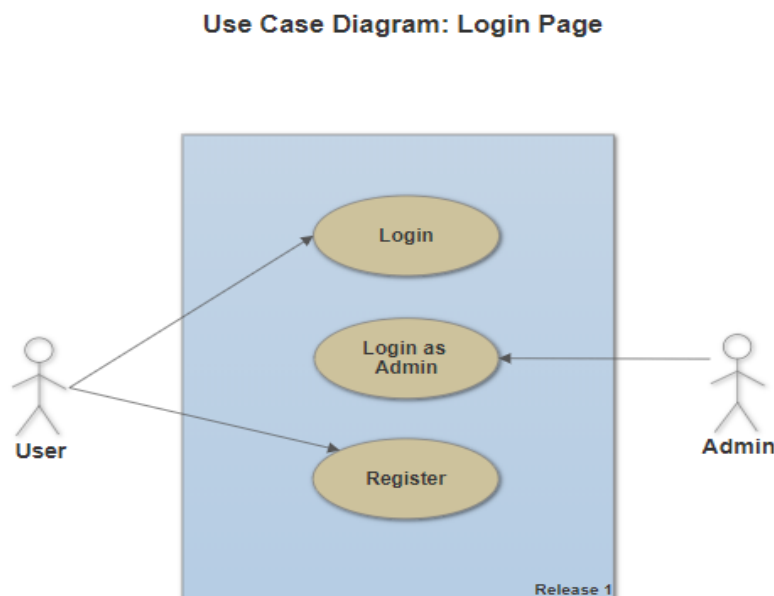 Use Case Diagram: Login Page
Login
Login as
Admin
Register
User
Admin
Release 1